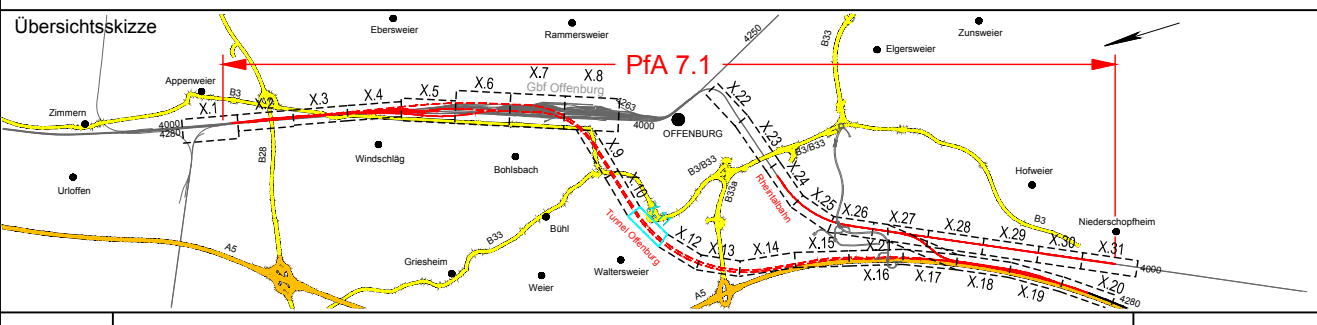 Übersichtsskizze
Ebersweier
Rammersweier
4250
B33
Zunsweier
Elgersweier
PfA 7.1
Appenweier
B3
Zimmern
X.1
X.2
X.3
X.4
X.5
X.6
X.7
X.8
Gbf Offenburg
4263
4000
4280
4000
OFFENBURG
X.22
X.23
X.24
X.25
X.26
X.27
X.28
X.29
X.30
X.31
B28
Windschläg
Bohlsbach
X.9
X.10
B3/B33
B3/B33
B33a
Rheintalbahn
Hofweier
B3
Niederschopfheim
Urloffen
A5
Griesheim
B33
Bühl
Weier
Tunnel Offenburg
Waltersweier
X.12
X.13
X.14
X.15
X.16
X.17
X.18
X.19
X.20
A5
4000
4280